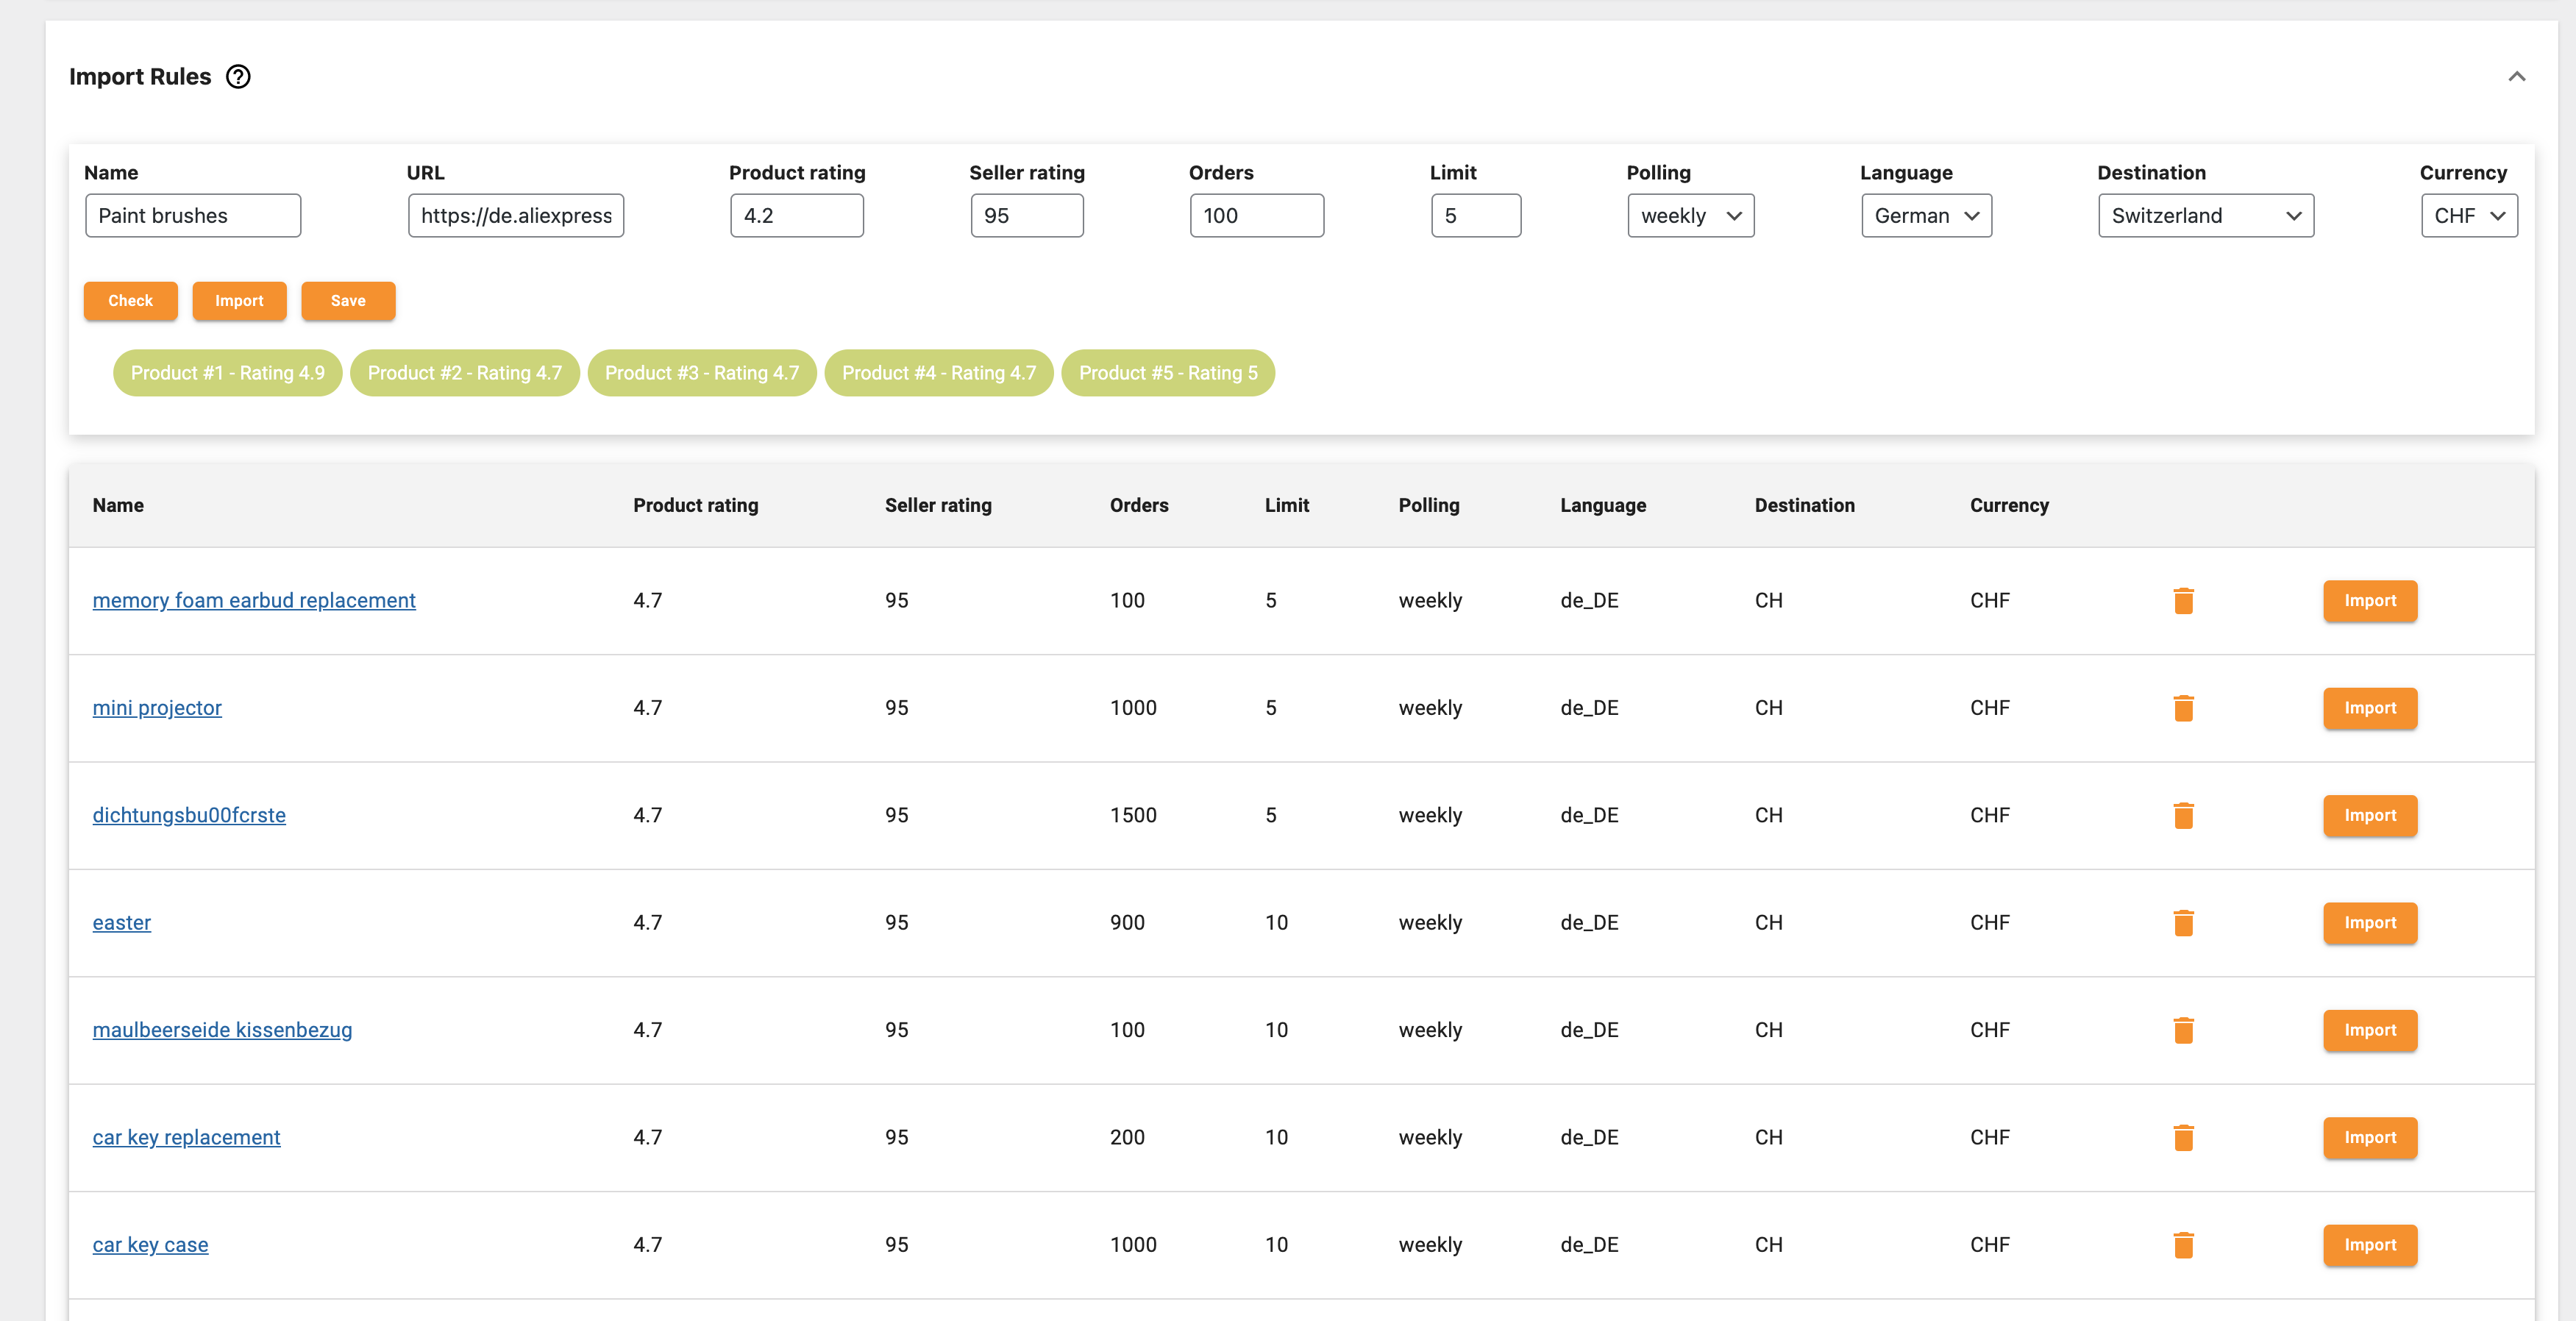 Import Rules ?
Name URL Product rating Seller rating Orders Limit Polling Language Destination Currency
Paint brushes https://de.aliexpress 4.2 95 100 5 weekly German Switzerland CHF
Check Import Save
Product #1 - Rating 4.9 Product #2 - Rating 4.7 Product #3 - Rating 4.7 Product #4 - Rating 4.7 Product #5 - Rating 5
Name Product rating Seller rating Orders Limit Polling Language Destination Currency
memory foam earbud replacement 4.7 95 100 5 weekly de_DE CH CHF Import
mini projector 4.7 95 1000 5 weekly de_DE CH CHF Import
dichtungsbu00fcrste 4.7 95 1500 5 weekly de_DE CH CHF Import
easter 4.7 95 900 10 weekly de_DE CH CHF Import
maulbeerseide kissenbezug 4.7 95 100 10 weekly de_DE CH CHF Import
car key replacement 4.7 95 200 10 weekly de_DE CH CHF Import
car key case 4.7 95 1000 10 weekly de_DE CH CHF Import